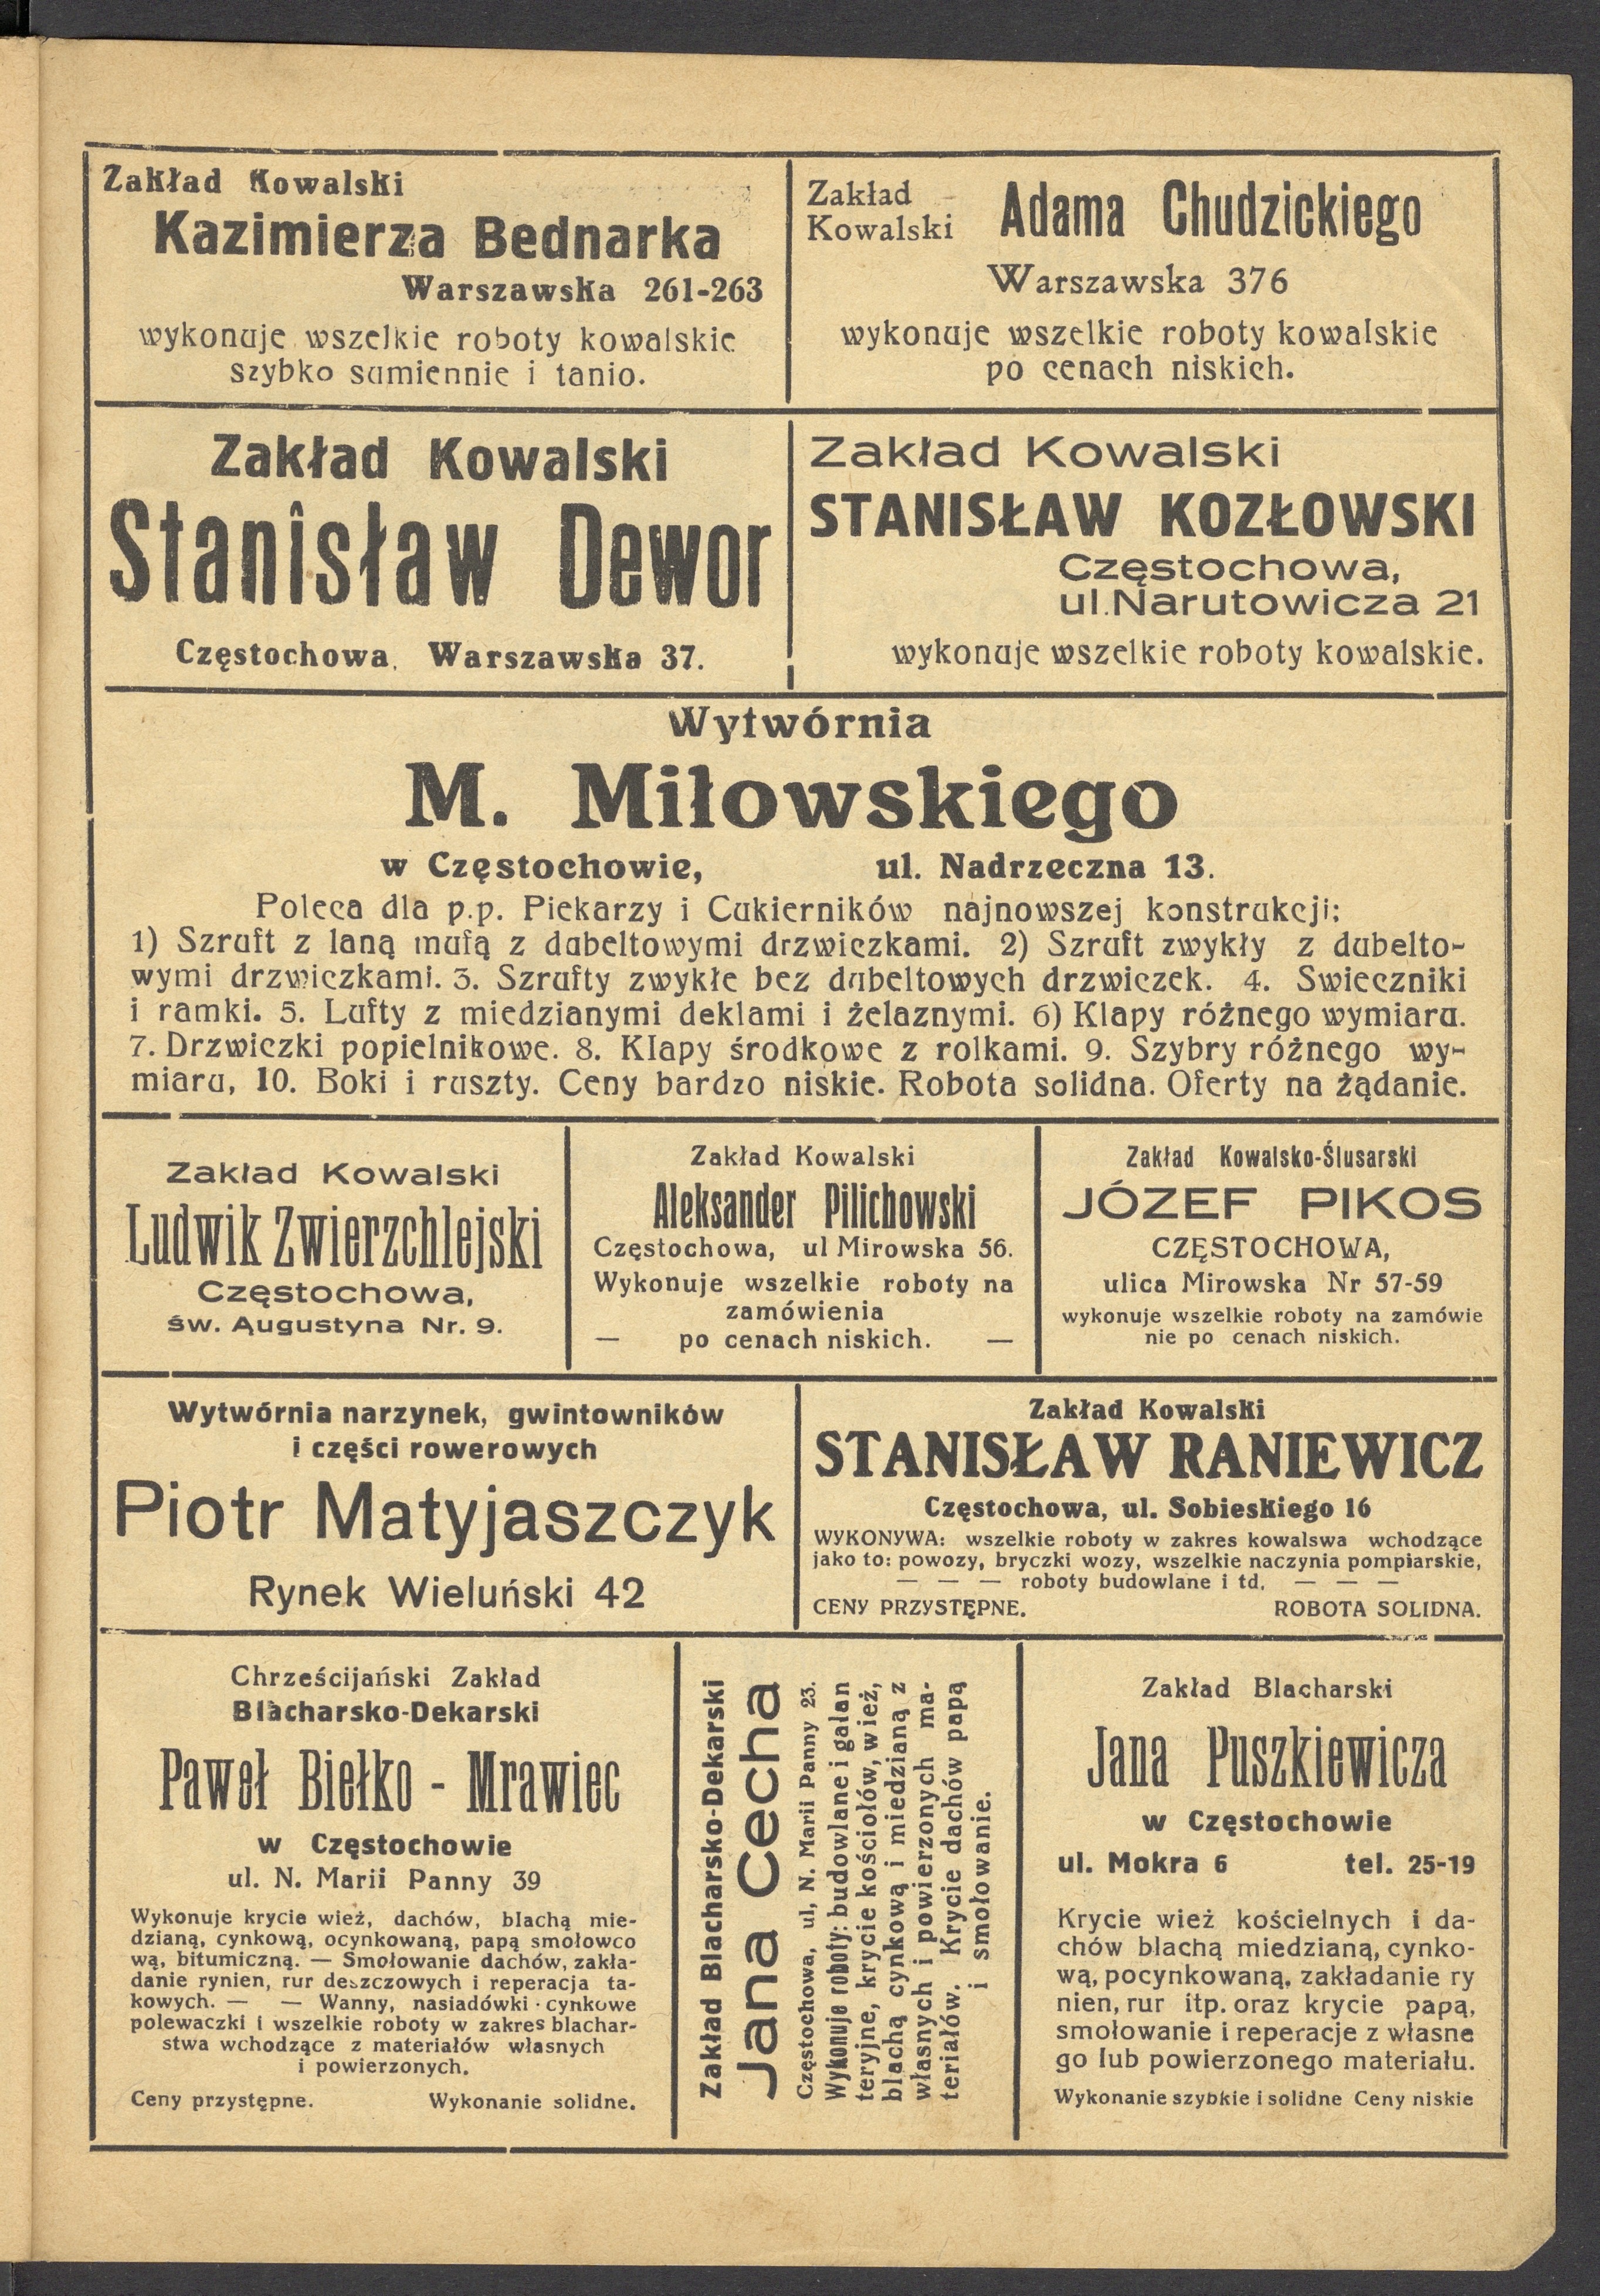 Zakład Kowalski
Kazimierza Bednarka
Warszawska 261-263
wykonuje wszelkie roboty kowalskie
szybko sumiennie i tanio.
Zakład
Kowalski
Adama Chudzickiego
Warszawska 376
wykonuje wszelkie roboty kowalskie
po cenach niskich.
Zakład Kowalski
Stanisław Dewor
Częstochowa, Warszawska 37.
Zakład Kowalski
STANISŁAW KOZŁOWSKI
Częstochowa,
ul.Narutowicza 21
wykonuje wszelkie roboty kowalskie.
Wytwórnia
M. Miłowskiego
w Częstochowie, ul. Nadrzeczna 13.
Poleca dla p.p. Piekarzy i Cukierników najnowszej konstrukcji:
1) Szruft z laną mufą z dubeltowymi drzwiczkami. 2) Szruft zwykły z dubelto-
wymi drzwiczkami. 3. Szrufty zwykłe bez dubeltowych drzwiczek. 4. Swieczniki
i ramki. 5. Lufty z miedzianymi deklami i żelaznymi. 6) Klapy różnego wymiaru.
7. Drzwiczki popielnikowe. 8. Klapy środkowe z rolkami. 9. Szybry różnego wy-
miaru, 10. Boki i ruszty. Ceny bardzo niskie. Robota solidna. Oferty na żądanie.
Zakład Kowalski
Ludwik Zwierzchlejski
Częstochowa,
św. Augustyna Nr. 9.
Zakład Kowalski
Aleksander Pilichowski
Częstochowa, ul Mirowska 56.
Wykonuje wszelkie roboty na
zamówienia
— po cenach niskich. —
Zakład Kowalsko-Ślusarski
JÓZEF PIKOS
CZĘSTOCHOWA,
ulica Mirowska Nr 57-59
wykonuje wszelkie roboty na zamówie
nie po cenach niskich.
Wytwórnia narzynek, gwintowników
i części rowerowych
Piotr Matyjaszczyk
Rynek Wieluński 42
Zakład Kowalski
STANISŁAW RANIEWICZ
Częstochowa, ul. Sobieskiego 16
WYKONYWA: wszelkie roboty w zakres kowalswa wchodzące
jako to: powozy, bryczki wozy, wszelkie naczynia pompiarskie,
— — — roboty budowlane i td. — — —
CENY PRZYSTĘPNE. ROBOTA SOLIDNA.
Chrześcijański Zakład
Blacharsko-Dekarski
Paweł Biełko - Mrawiec
w Częstochowie
ul. N. Marii Panny 39
Wykonuje krycie wież, dachów, blachą mie-
dzianą, cynkową, ocynkowaną, papą smołowco
wą, bitumiczną. — Smołowanie dachów, zakła-
danie rynien, rur deszczowych i reperacja ta-
kowych. — — Wanny, nasiadówki · cynkowe
polewaczki i wszelkie roboty w zakres blachar-
stwa wchodzące z materiałów własnych
i powierzonych.
Ceny przystępne. Wykonanie solidne.
Zakład Blacharsko-Dekarski
Jana Cecha
Częstochowa, ul, N. Marii Panny 23.
Wykonuje roboty: budowlane i galan
teryjne, krycie kościołów, wież,
blachą cynkową i miedzianą z
własnych i powierzonych ma-
teriałów. Krycie dachów papą
i smołowanie.
Zakład Blacharski
Jana Puszkiewicza
w Częstochowie
ul. Mokra 6 tel. 25-19
Krycie wież kościelnych i da-
chów blachą miedzianą, cynko-
wą, pocynkowaną, zakładanie ry
nien, rur itp. oraz krycie papą,
smołowanie i reperacje z własne
go lub powierzonego materiału.
Wykonanie szybkie i solidne Ceny niskie